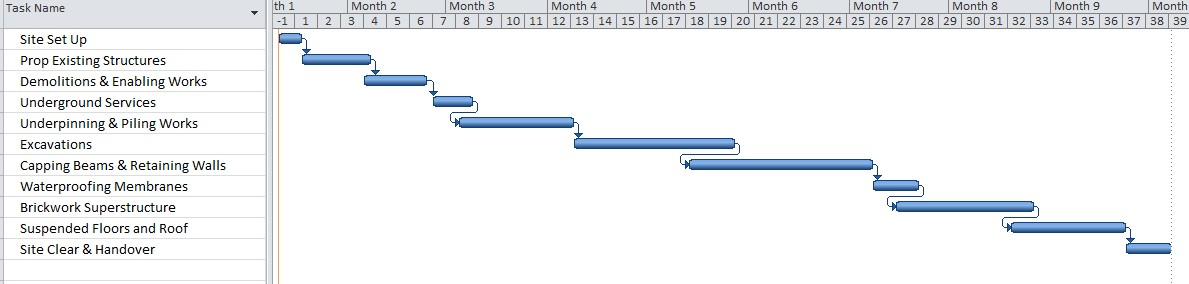 Task Name
th 1 Month 2 Month 3 Month 4 Month 5 Month 6 Month 7 Month 8 Month 9 Month
-1 1 2 3 4 5 6 7 8 9 10 11 12 13 14 15 16 17 18 19 20 21 22 23 24 25 26 27 28 29 30 31 32 33 34 35 36 37 38 39
Site Set Up
Prop Existing Structures
Demolitions & Enabling Works
Underground Services
Underpinning & Piling Works
Excavations
Capping Beams & Retaining Walls
Waterproofing Membranes
Brickwork Superstructure
Suspended Floors and Roof
Site Clear & Handover